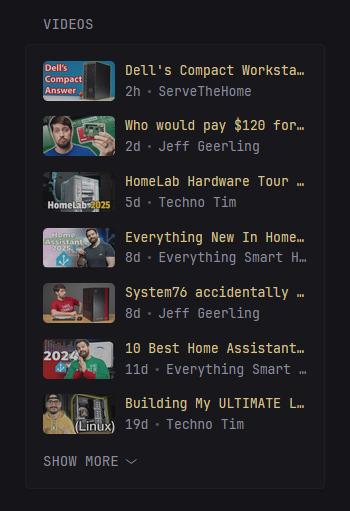 VIDEOS
Dell's Compact Answer
Dell's Compact Worksta…
2h • ServeTheHome
Who would pay $120 for…
2d • Jeff Geerling
HomeLab 2025
HomeLab Hardware Tour …
5d • Techno Tim
Home Assistant 2025
Everything New In Home…
8d • Everything Smart H…
System76 accidentally …
8d • Jeff Geerling
2024
10 Best Home Assistant…
11d • Everything Smart …
(Linux)
Building My ULTIMATE L…
19d • Techno Tim
SHOW MORE